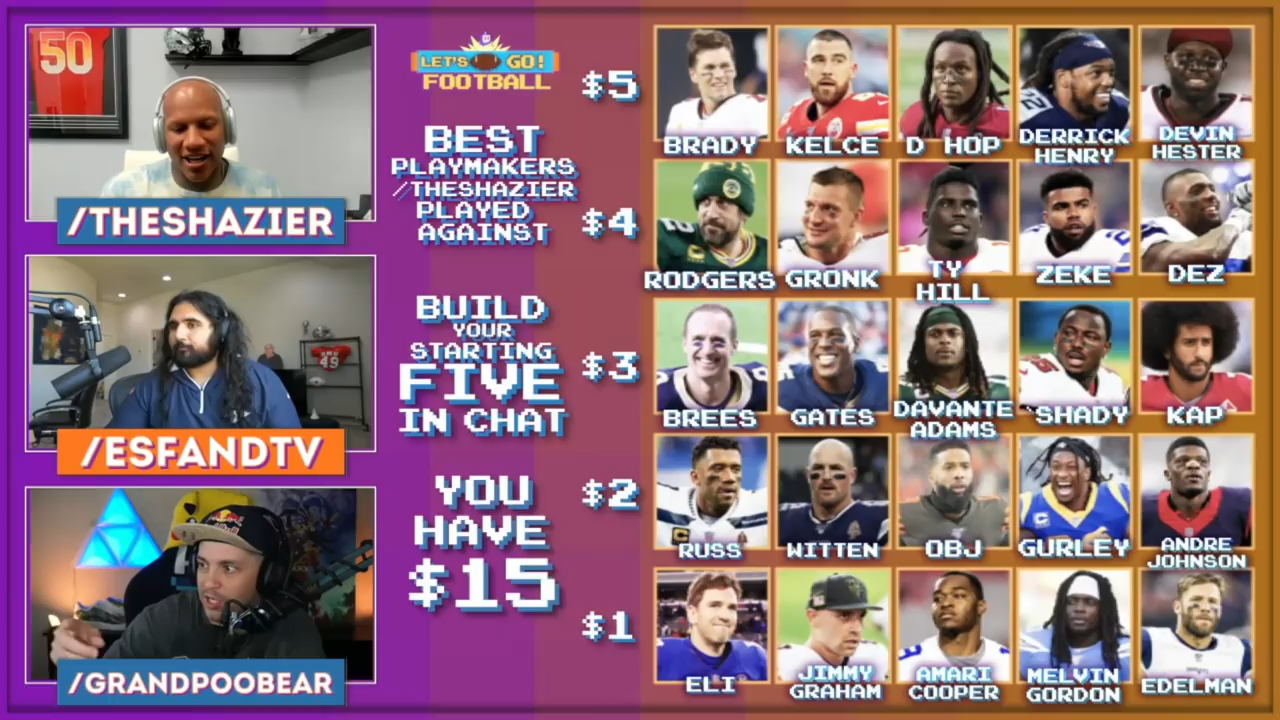 50
/THESHAZIER
49
/ESFANDTV
/GRANDPOOBEAR
LET'S GO!
FOOTBALL
BEST
PLAYMAKERS
/THESHAZIER
PLAYED
AGAINST
BUILD
YOUR
STARTING
FIVE
IN CHAT
YOU
HAVE
$15
$5
BRADY
KELCE
D HOP
DERRICK
HENRY
DEVIN
HESTER
$4
RODGERS
GRONK
TY
HILL
ZEKE
DEZ
$3
BREES
GATES
DAVANTE
ADAMS
SHADY
KAP
$2
RUSS
WITTEN
OBJ
GURLEY
ANDRE
JOHNSON
$1
ELI
JIMMY
GRAHAM
AMARI
COOPER
MELVIN
GORDON
EDELMAN